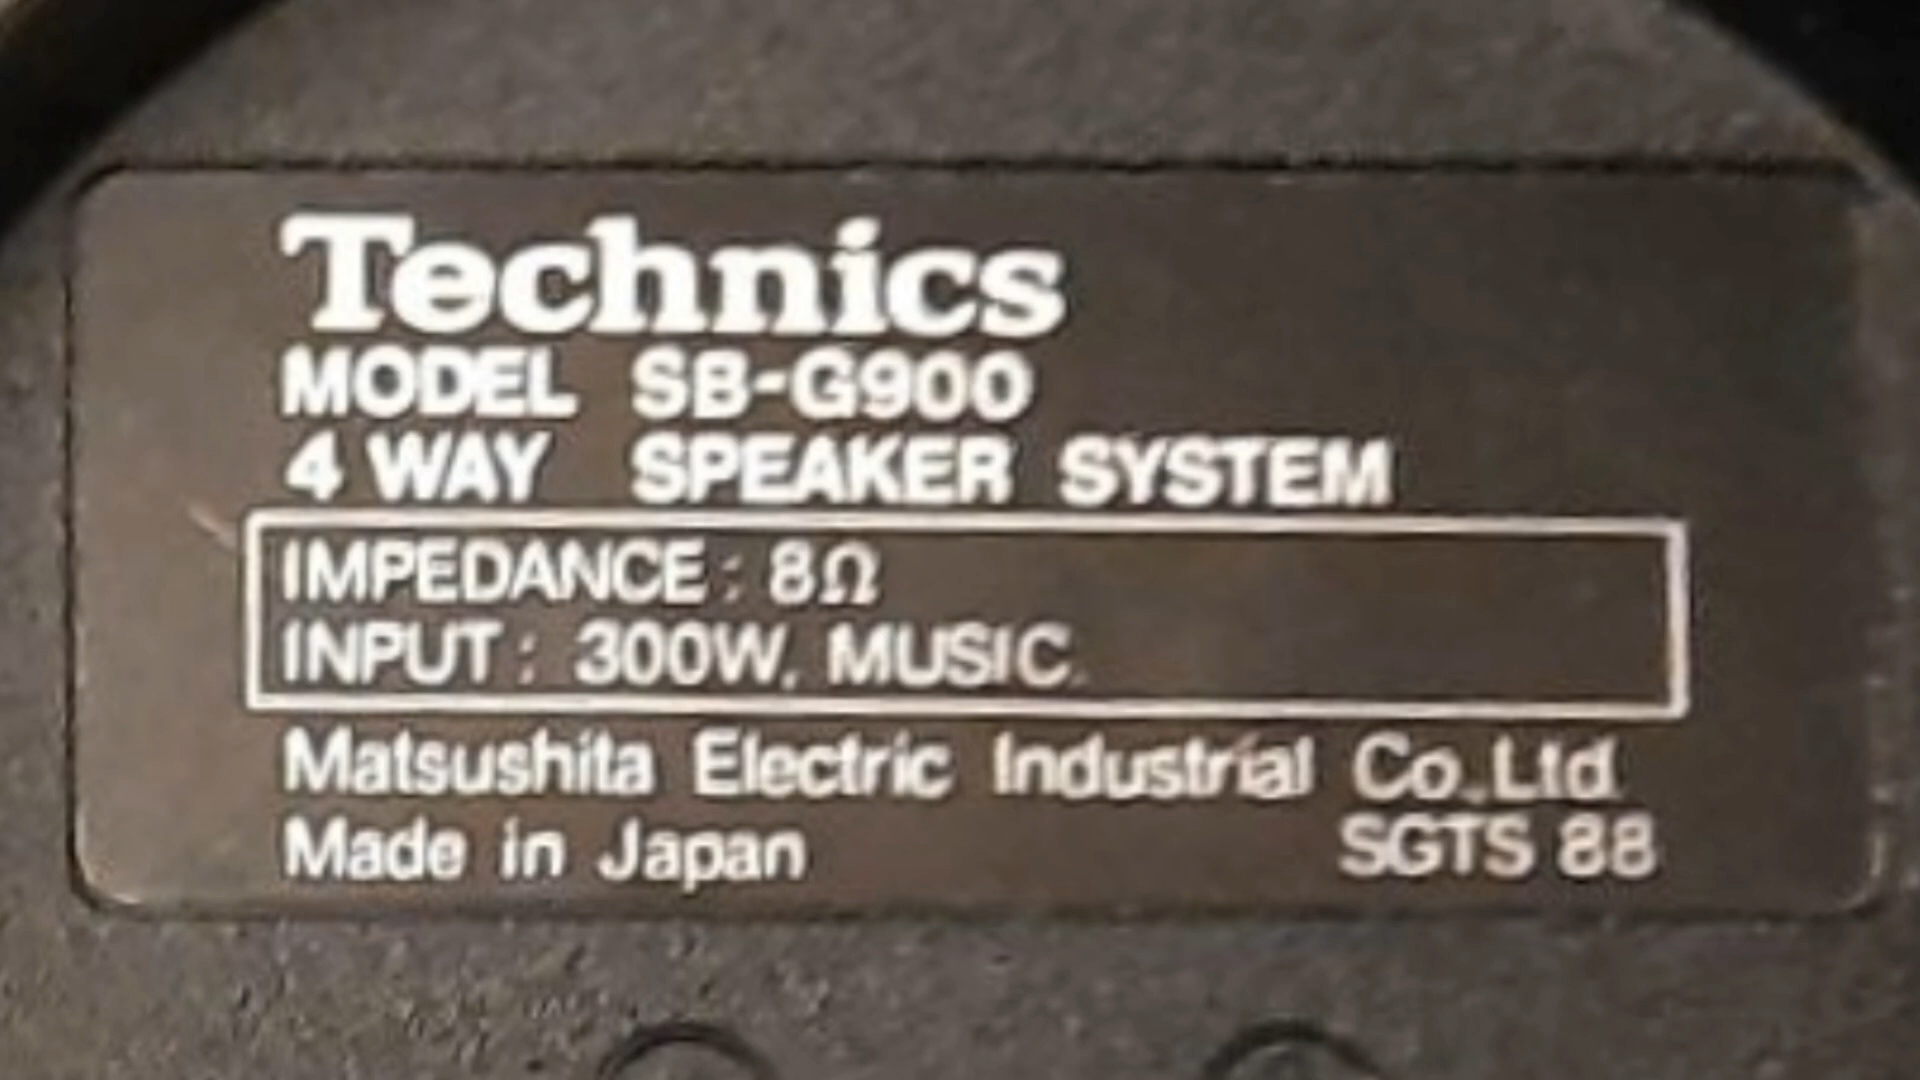 Technics
MODEL SB-G900
4 WAY SPEAKER SYSTEM
IMPEDANCE : 8Ω
INPUT : 300W. MUSIC.
Matsushita Electric Industrial Co.,Ltd.
Made in Japan SGTS 88